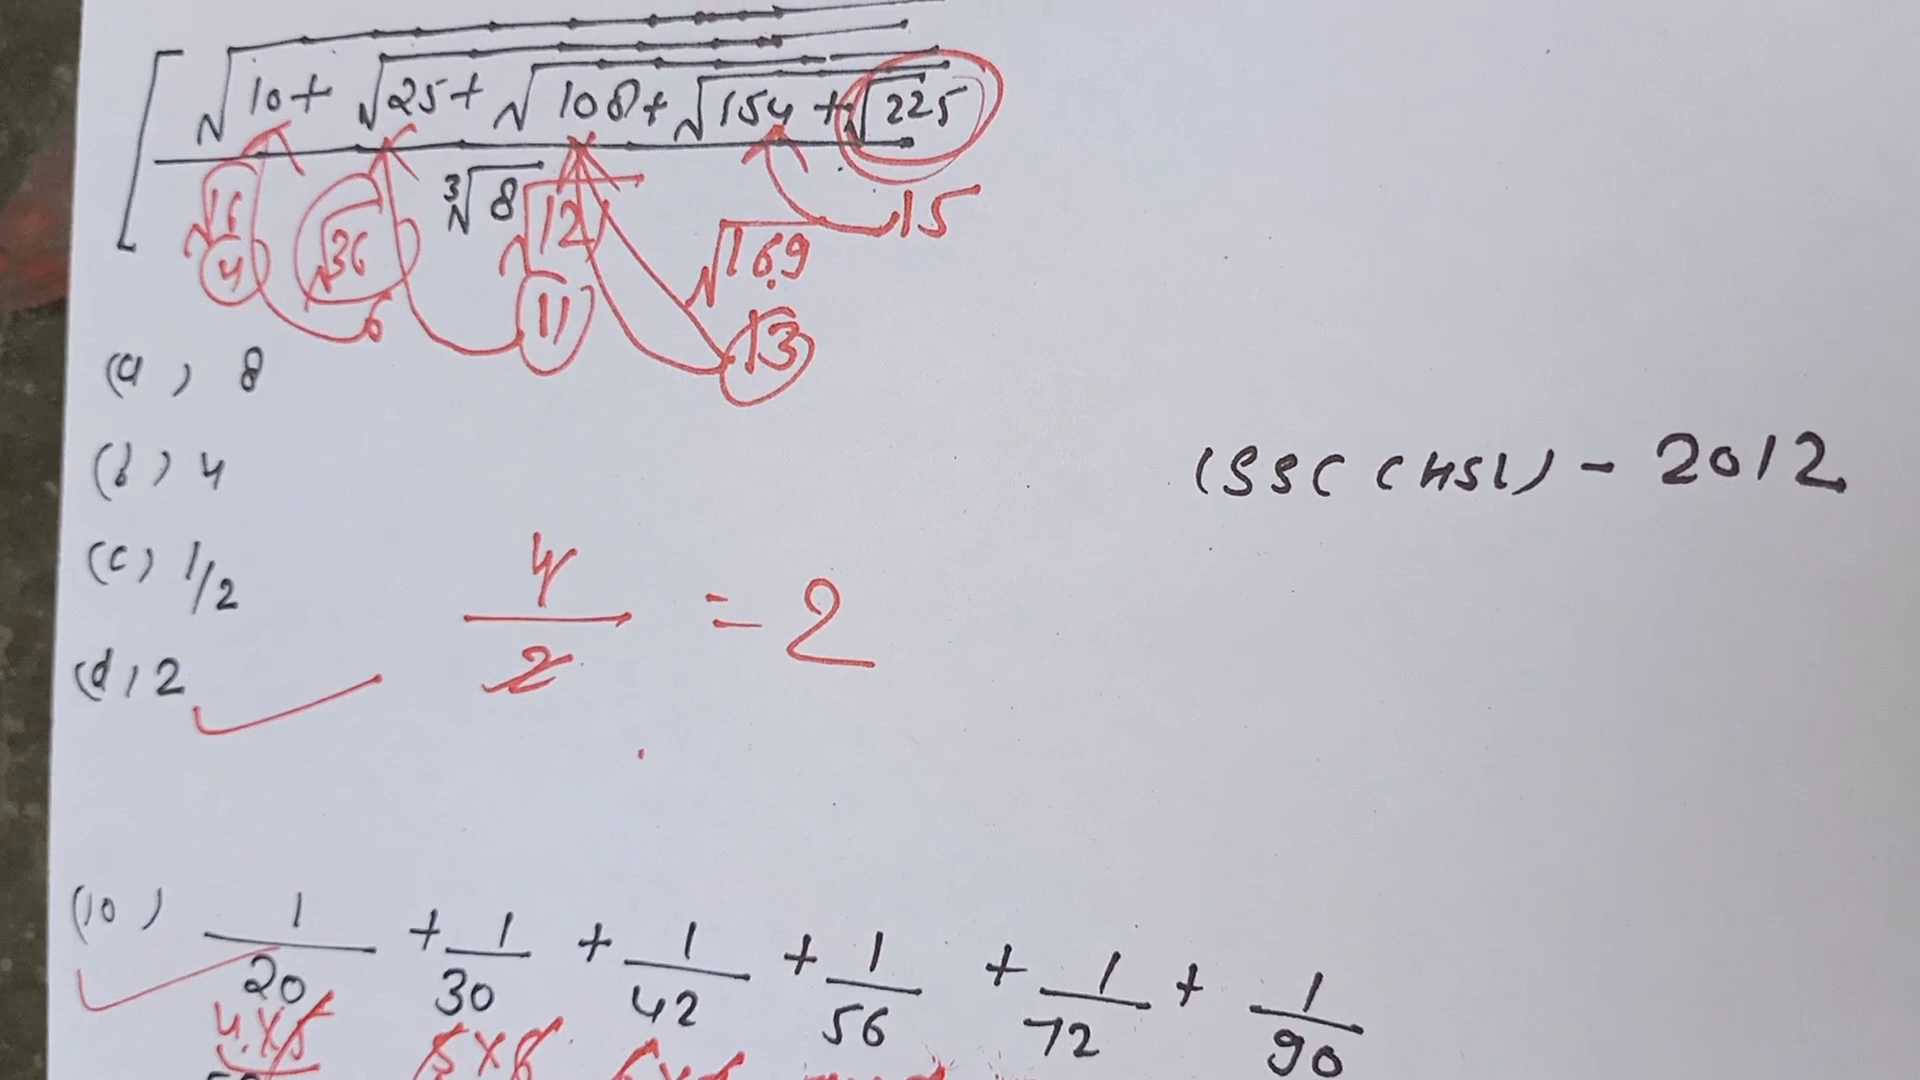 √10+ √25+ √108+ √154+√225
³√8
√16 √36 √12 √169 15
4 6 11 13
(a) 8
(b) 4
(SSC CHSL) - 2012
(c) 1/2
4/2 = 2
(d) 2
(10) 1/20 + 1/30 + 1/42 + 1/56 + 1/72 + 1/90
4×5 5×6